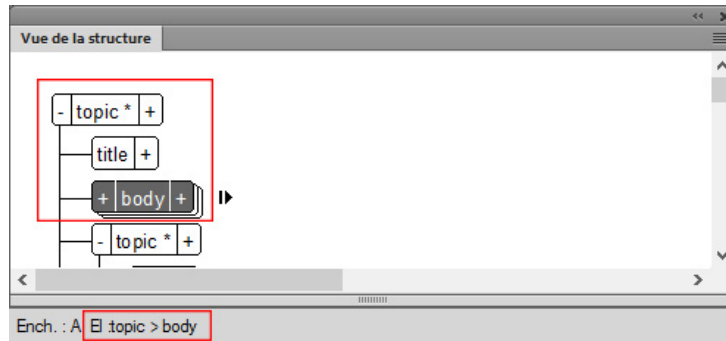 Vue de la structure
- topic * +
title +
+ body +
- topic * +
Ench. : A El :topic > body